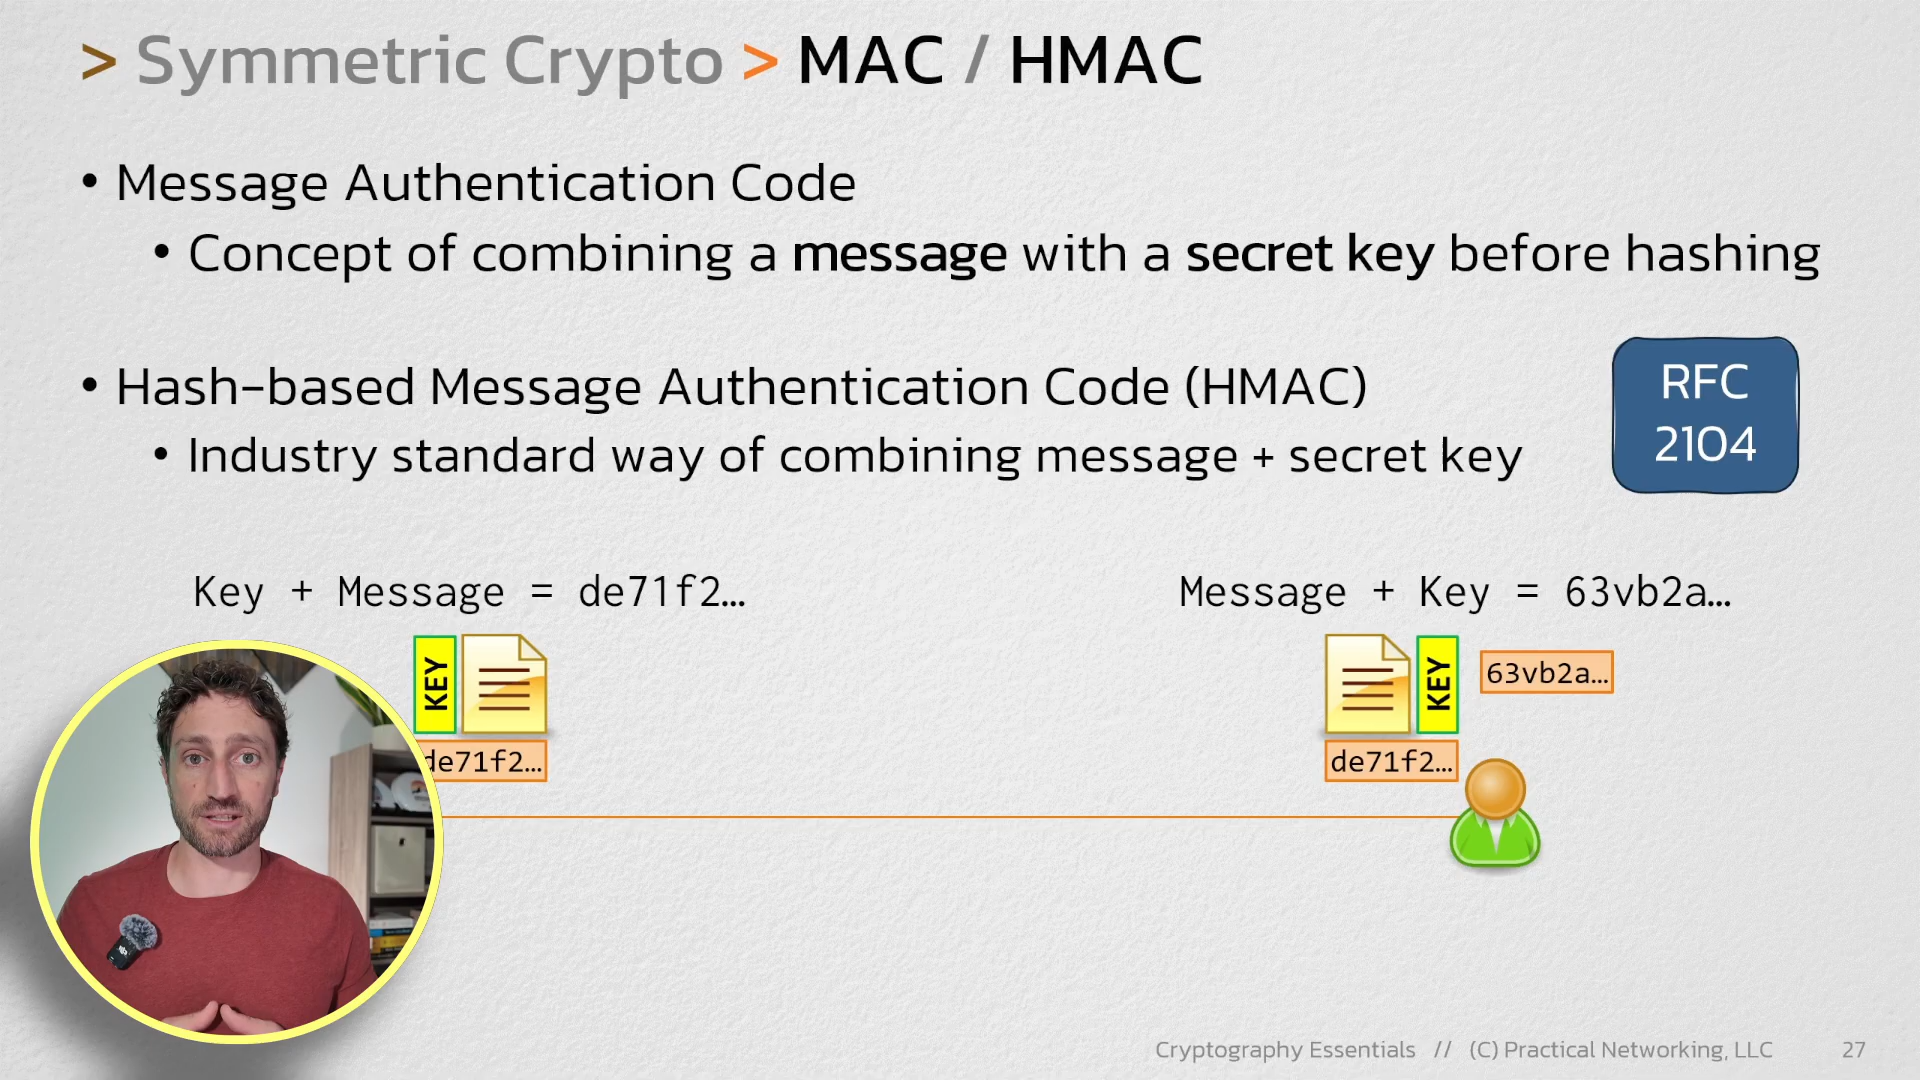 > Symmetric Crypto > MAC / HMAC
• Message Authentication Code
• Concept of combining a message with a secret key before hashing
• Hash-based Message Authentication Code (HMAC)
• Industry standard way of combining message + secret key
RFC
2104
Key + Message = de71f2…
Message + Key = 63vb2a…
KEY
de71f2…
KEY
63vb2a…
de71f2…
Cryptography Essentials // (C) Practical Networking, LLC 27